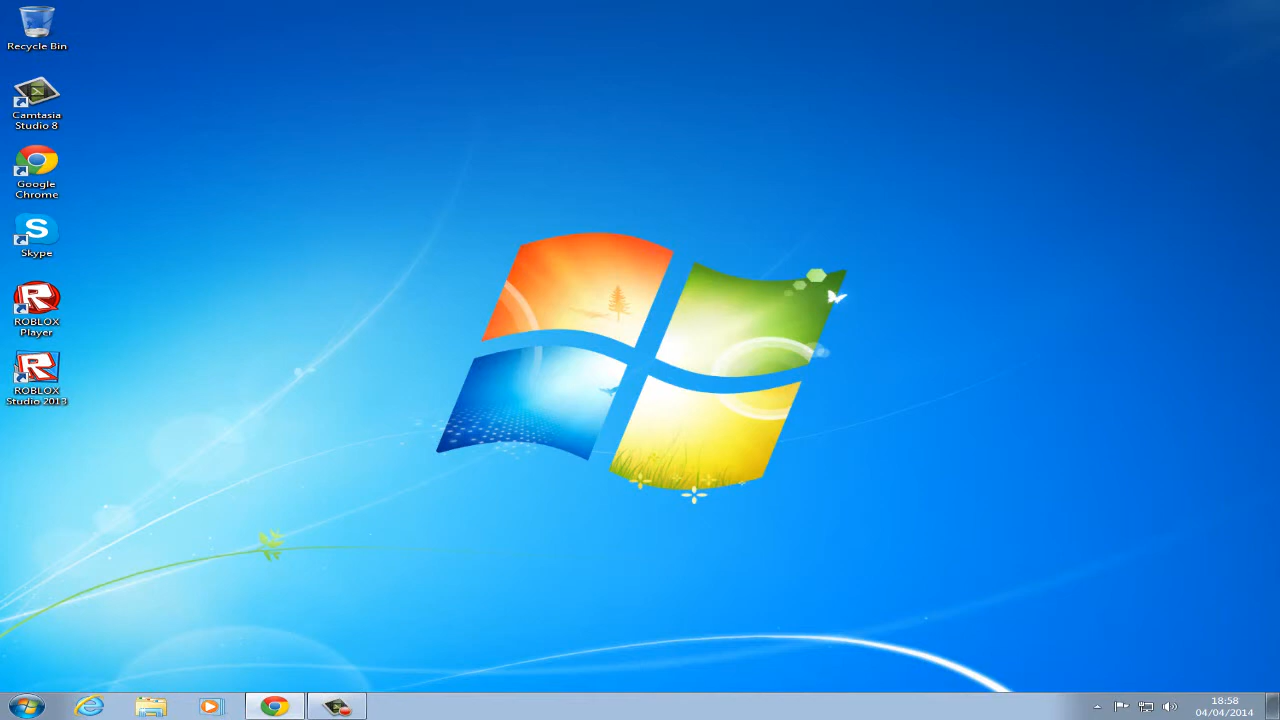 Recycle Bin
Camtasia
Studio 8
Google
Chrome
S
Skype
R
ROBLOX
Player
R
ROBLOX
Studio 2013
18:58
04/04/2014